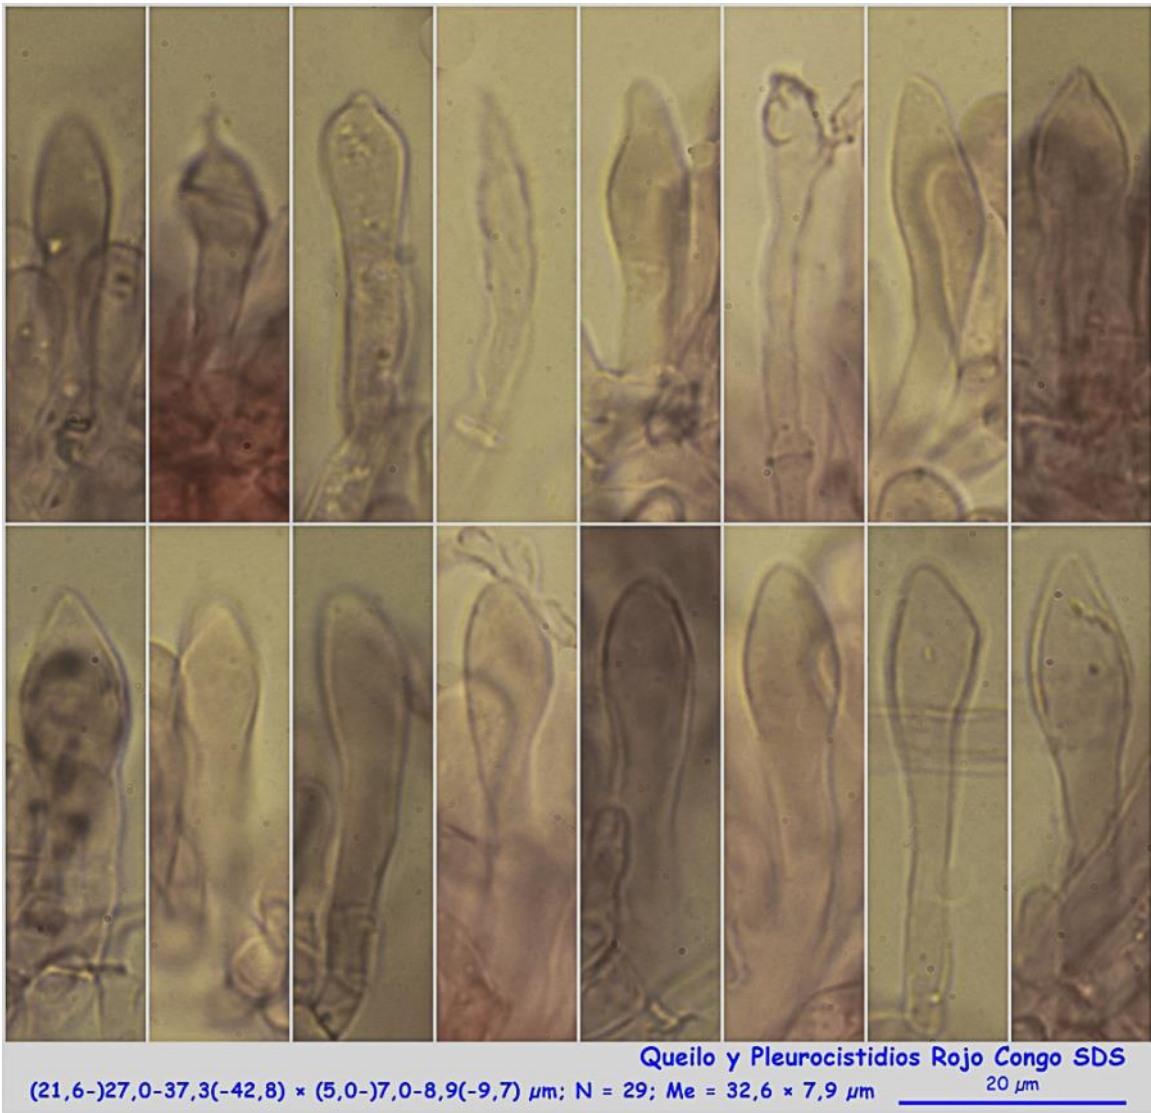 Queilo y Pleurocistidios Rojo Congo SDS
(21,6-)27,0-37,3(-42,8) × (5,0-)7,0-8,9(-9,7) µm; N = 29; Me = 32,6 × 7,9 µm
20 µm